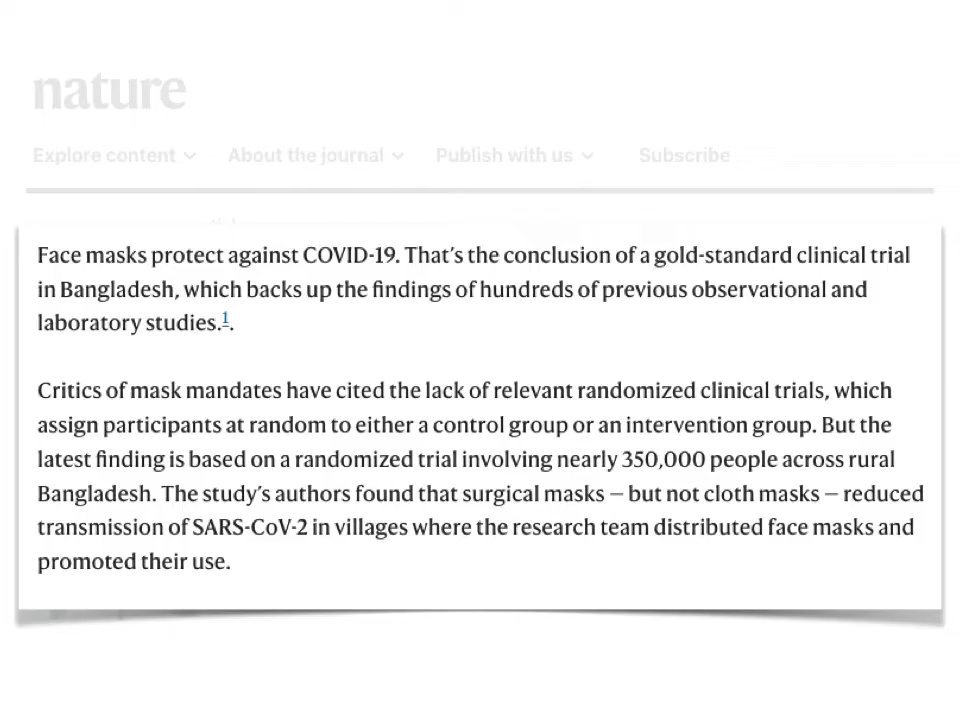 nature
Explore content About the journal Publish with us Subscribe
Face masks protect against COVID-19. That’s the conclusion of a gold-standard clinical trial
in Bangladesh, which backs up the findings of hundreds of previous observational and
laboratory studies.1.
Critics of mask mandates have cited the lack of relevant randomized clinical trials, which
assign participants at random to either a control group or an intervention group. But the
latest finding is based on a randomized trial involving nearly 350,000 people across rural
Bangladesh. The study’s authors found that surgical masks – but not cloth masks – reduced
transmission of SARS-CoV-2 in villages where the research team distributed face masks and
promoted their use.